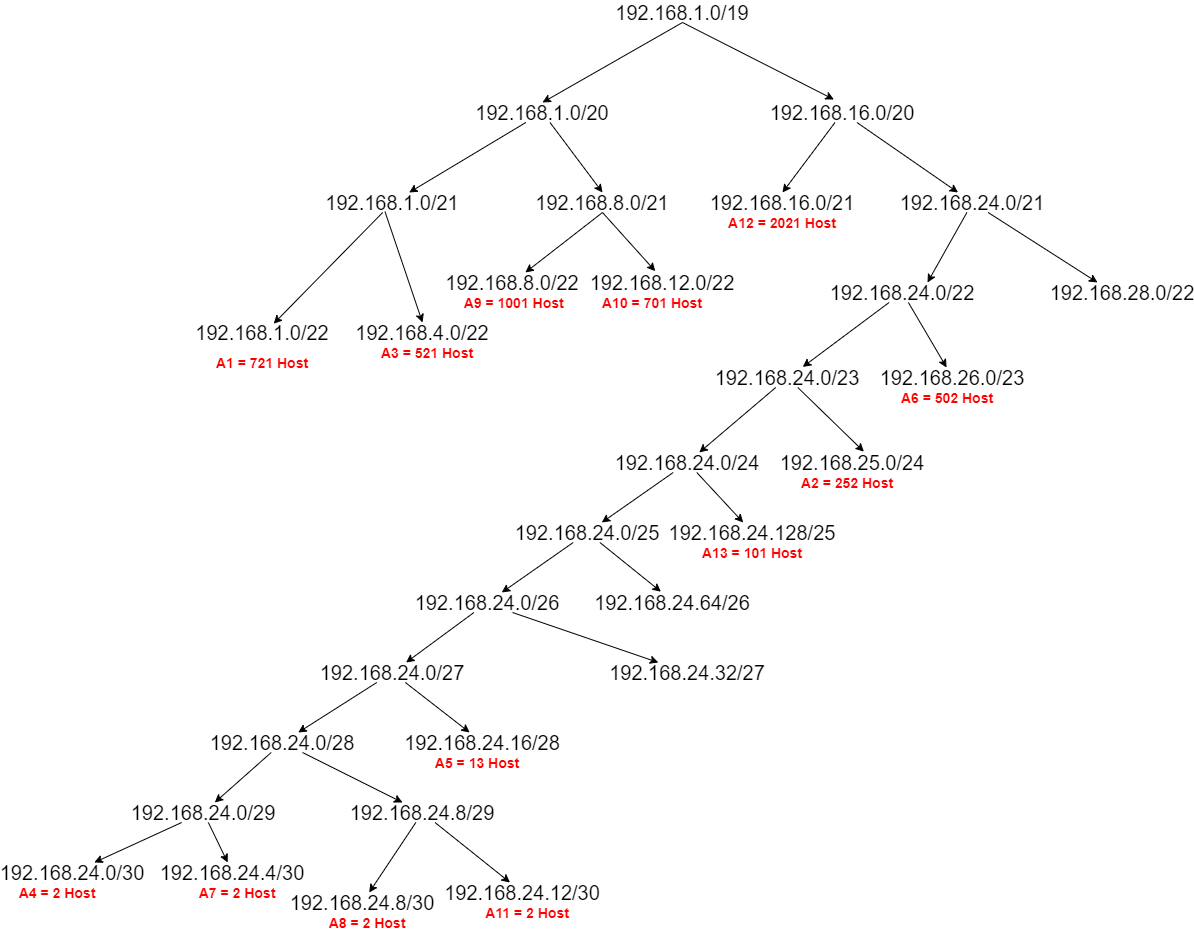 192.168.1.0/19
192.168.1.0/20
192.168.16.0/20
192.168.1.0/21
192.168.8.0/21
192.168.16.0/21
A12 = 2021 Host
192.168.24.0/21
192.168.8.0/22
A9 = 1001 Host
192.168.12.0/22
A10 = 701 Host
192.168.24.0/22
192.168.28.0/22
192.168.1.0/22
A1 = 721 Host
192.168.4.0/22
A3 = 521 Host
192.168.24.0/23
192.168.26.0/23
A6 = 502 Host
192.168.24.0/24
192.168.25.0/24
A2 = 252 Host
192.168.24.0/25
192.168.24.128/25
A13 = 101 Host
192.168.24.0/26
192.168.24.64/26
192.168.24.0/27
192.168.24.32/27
192.168.24.0/28
192.168.24.16/28
A5 = 13 Host
192.168.24.0/29
192.168.24.8/29
192.168.24.0/30
A4 = 2 Host
192.168.24.4/30
A7 = 2 Host
192.168.24.8/30
A8 = 2 Host
192.168.24.12/30
A11 = 2 Host